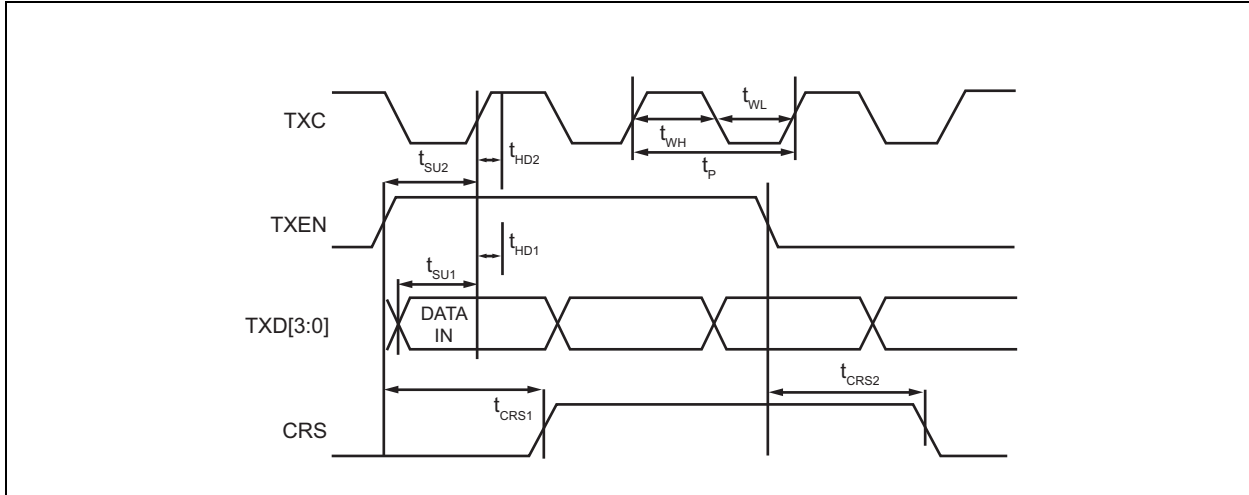 TXC
t_WL
t_WH
t_P
t_SU2
t_HD2
TXEN
t_HD1
t_SU1
TXD[3:0]
DATA
IN
t_CRS2
t_CRS1
CRS